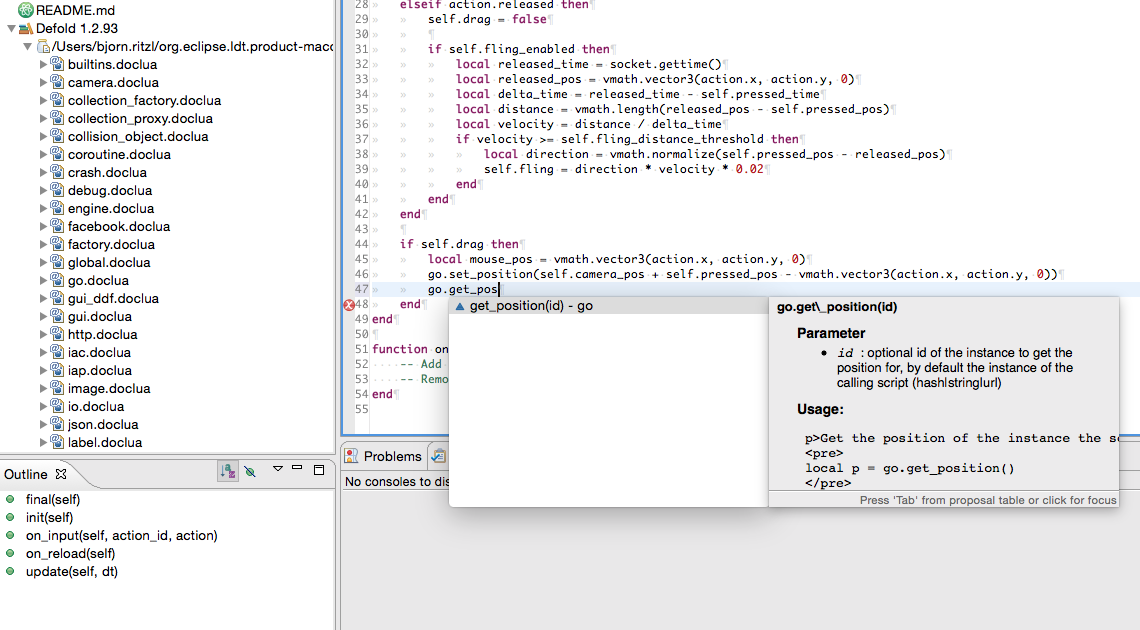 README.md
Defold 1.2.93
/Users/bjorn.ritzl/org.eclipse.ldt.product-macc
builtins.doclua
camera.doclua
collection_factory.doclua
collection_proxy.doclua
collision_object.doclua
coroutine.doclua
crash.doclua
debug.doclua
engine.doclua
facebook.doclua
factory.doclua
global.doclua
go.doclua
gui_ddf.doclua
gui.doclua
http.doclua
iac.doclua
iap.doclua
image.doclua
io.doclua
json.doclua
label.doclua
Outline
final(self)
init(self)
on_input(self, action_id, action)
on_reload(self)
update(self, dt)
28 elseif action.released then
29 self.drag = false
30
31 if self.fling_enabled then
32 local released_time = socket.gettime()
33 local released_pos = vmath.vector3(action.x, action.y, 0)
34 local delta_time = released_time - self.pressed_time
35 local distance = vmath.length(released_pos - self.pressed_pos)
36 local velocity = distance / delta_time
37 if velocity >= self.fling_distance_threshold then
38 local direction = vmath.normalize(self.pressed_pos - released_pos)
39 self.fling = direction * velocity * 0.02
40 end
41 end
42 end
43
44 if self.drag then
45 local mouse_pos = vmath.vector3(action.x, action.y, 0)
46 go.set_position(self.camera_pos + self.pressed_pos - vmath.vector3(action.x, action.y, 0))
47 go.get_pos
48 end
49 end
50
51 function on
52 -- Add
53 -- Remo
54 end
55
get_position(id) - go
go.get\_position(id)
Parameter
• id : optional id of the instance to get the
position for, by default the instance of the
calling script (hash|string|url)
Usage:
p>Get the position of the instance the sc
<pre>
local p = go.get_position()
</pre>
Press 'Tab' from proposal table or click for focus
Problems
No consoles to dis